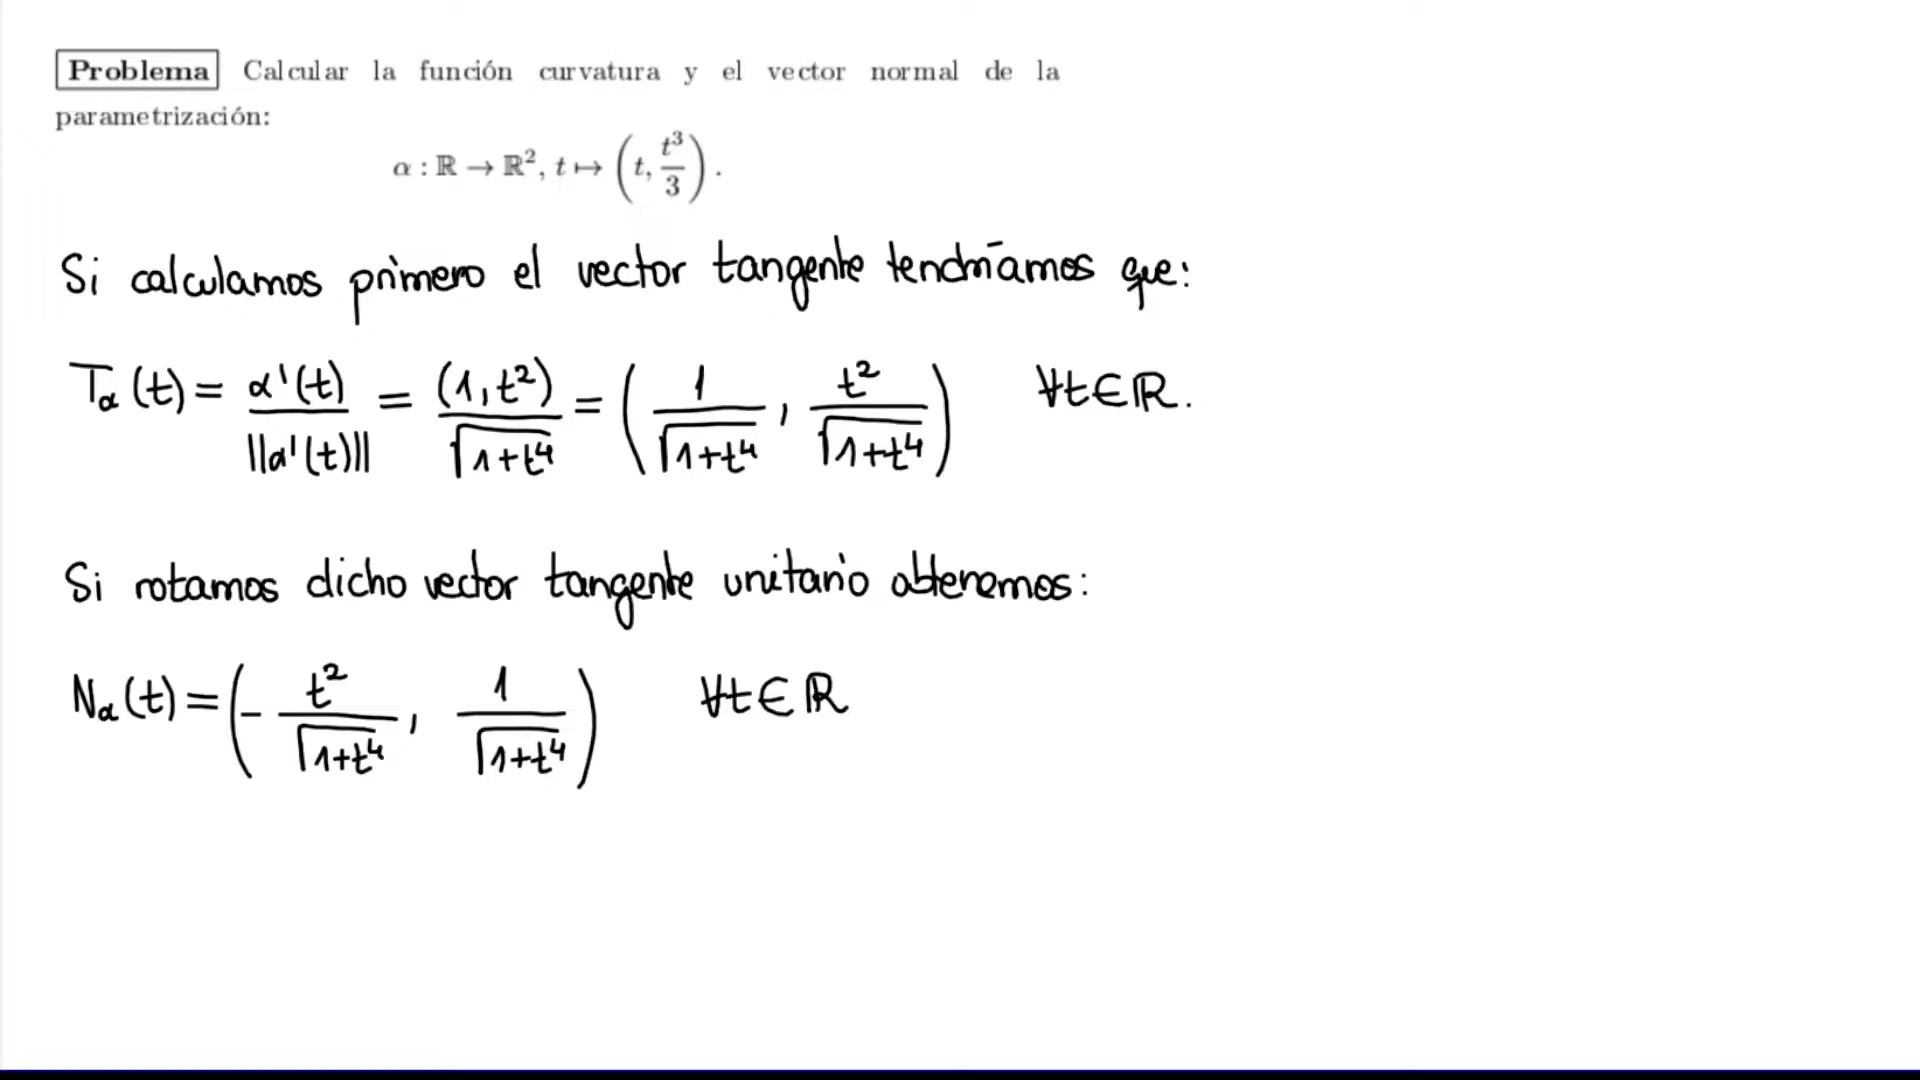 Problema Calcular la función curvatura y el vector normal de la
parametrización:
α : ℝ → ℝ², t ↦ (t, t³/3).
Si calculamos primero el vector tangente tendríamos que:
T_α(t) = α'(t)/||α'(t)|| = (1,t²)/√(1+t⁴) = (1/√(1+t⁴), t²/√(1+t⁴)) ∀t∈ℝ.
Si rotamos dicho vector tangente unitario obtenemos:
N_α(t) = (- t²/√(1+t⁴), 1/√(1+t⁴)) ∀t∈ℝ